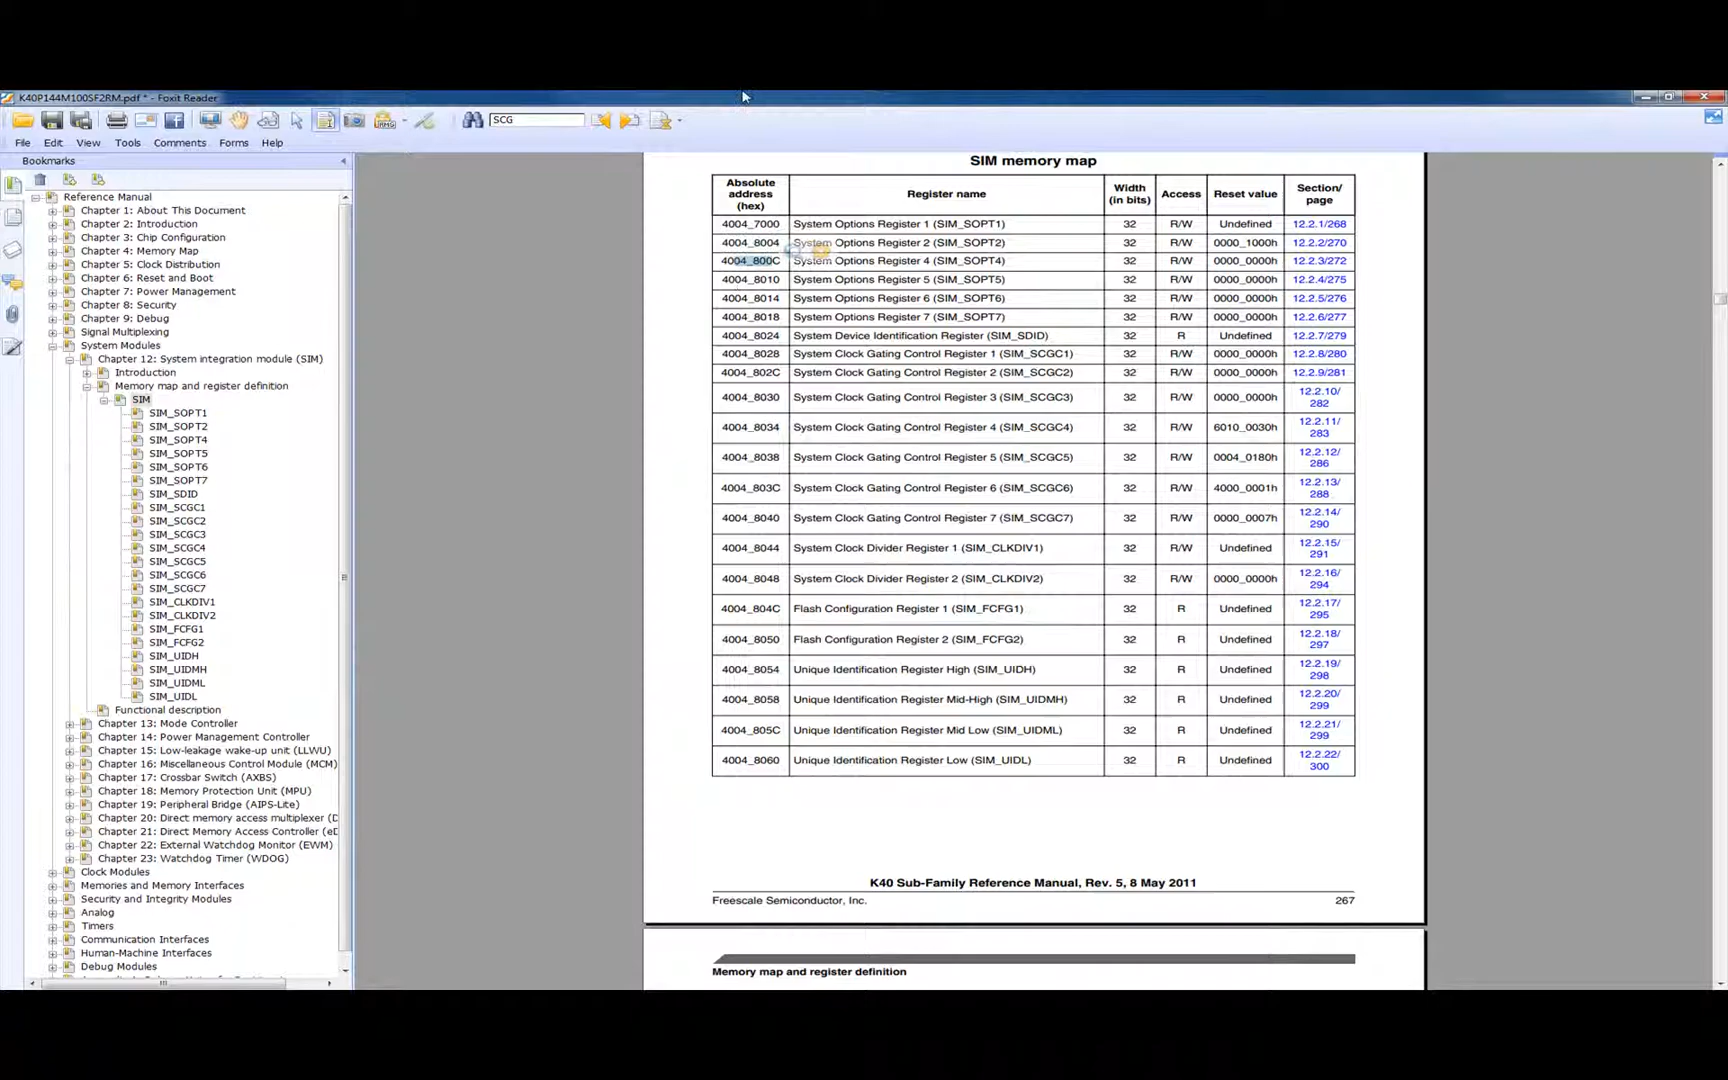 K40P144M100SF2RM.pdf * - Foxit Reader
SCG
File Edit View Tools Comments Forms Help
Bookmarks
Reference Manual
Chapter 1: About This Document
Chapter 2: Introduction
Chapter 3: Chip Configuration
Chapter 4: Memory Map
Chapter 5: Clock Distribution
Chapter 6: Reset and Boot
Chapter 7: Power Management
Chapter 8: Security
Chapter 9: Debug
Signal Multiplexing
System Modules
Chapter 12: System integration module (SIM)
Introduction
Memory map and register definition
SIM
SIM_SOPT1
SIM_SOPT2
SIM_SOPT4
SIM_SOPT5
SIM_SOPT6
SIM_SOPT7
SIM_SDID
SIM_SCGC1
SIM_SCGC2
SIM_SCGC3
SIM_SCGC4
SIM_SCGC5
SIM_SCGC6
SIM_SCGC7
SIM_CLKDIV1
SIM_CLKDIV2
SIM_FCFG1
SIM_FCFG2
SIM_UIDH
SIM_UIDMH
SIM_UIDML
SIM_UIDL
Functional description
Chapter 13: Mode Controller
Chapter 14: Power Management Controller
Chapter 15: Low-leakage wake-up unit (LLWU)
Chapter 16: Miscellaneous Control Module (MCM)
Chapter 17: Crossbar Switch (AXBS)
Chapter 18: Memory Protection Unit (MPU)
Chapter 19: Peripheral Bridge (AIPS-Lite)
Chapter 20: Direct memory access multiplexer (D
Chapter 21: Direct Memory Access Controller (eD
Chapter 22: External Watchdog Monitor (EWM)
Chapter 23: Watchdog Timer (WDOG)
Clock Modules
Memories and Memory Interfaces
Security and Integrity Modules
Analog
Timers
Communication Interfaces
Human-Machine Interfaces
Debug Modules
SIM memory map
Absolute address (hex) Register name Width (in bits) Access Reset value Section/ page
4004_7000 System Options Register 1 (SIM_SOPT1) 32 R/W Undefined 12.2.1/268
4004_8004 System Options Register 2 (SIM_SOPT2) 32 R/W 0000_1000h 12.2.2/270
4004_800C System Options Register 4 (SIM_SOPT4) 32 R/W 0000_0000h 12.2.3/272
4004_8010 System Options Register 5 (SIM_SOPT5) 32 R/W 0000_0000h 12.2.4/275
4004_8014 System Options Register 6 (SIM_SOPT6) 32 R/W 0000_0000h 12.2.5/276
4004_8018 System Options Register 7 (SIM_SOPT7) 32 R/W 0000_0000h 12.2.6/277
4004_8024 System Device Identification Register (SIM_SDID) 32 R Undefined 12.2.7/279
4004_8028 System Clock Gating Control Register 1 (SIM_SCGC1) 32 R/W 0000_0000h 12.2.8/280
4004_802C System Clock Gating Control Register 2 (SIM_SCGC2) 32 R/W 0000_0000h 12.2.9/281
4004_8030 System Clock Gating Control Register 3 (SIM_SCGC3) 32 R/W 0000_0000h 12.2.10/ 282
4004_8034 System Clock Gating Control Register 4 (SIM_SCGC4) 32 R/W 6010_0030h 12.2.11/ 283
4004_8038 System Clock Gating Control Register 5 (SIM_SCGC5) 32 R/W 0004_0180h 12.2.12/ 286
4004_803C System Clock Gating Control Register 6 (SIM_SCGC6) 32 R/W 4000_0001h 12.2.13/ 288
4004_8040 System Clock Gating Control Register 7 (SIM_SCGC7) 32 R/W 0000_0007h 12.2.14/ 290
4004_8044 System Clock Divider Register 1 (SIM_CLKDIV1) 32 R/W Undefined 12.2.15/ 291
4004_8048 System Clock Divider Register 2 (SIM_CLKDIV2) 32 R/W 0000_0000h 12.2.16/ 294
4004_804C Flash Configuration Register 1 (SIM_FCFG1) 32 R Undefined 12.2.17/ 295
4004_8050 Flash Configuration Register 2 (SIM_FCFG2) 32 R Undefined 12.2.18/ 297
4004_8054 Unique Identification Register High (SIM_UIDH) 32 R Undefined 12.2.19/ 298
4004_8058 Unique Identification Register Mid-High (SIM_UIDMH) 32 R Undefined 12.2.20/ 299
4004_805C Unique Identification Register Mid Low (SIM_UIDML) 32 R Undefined 12.2.21/ 299
4004_8060 Unique Identification Register Low (SIM_UIDL) 32 R Undefined 12.2.22/ 300
K40 Sub-Family Reference Manual, Rev. 5, 8 May 2011
Freescale Semiconductor, Inc. 267
Memory map and register definition